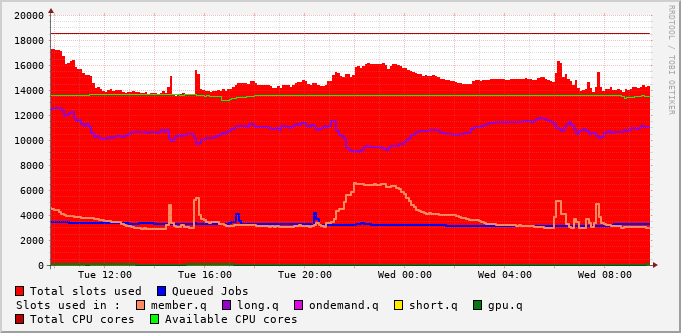 20000
18000
16000
14000
12000
10000
8000
6000
4000
2000
0
Tue 12:00 Tue 16:00 Tue 20:00 Wed 00:00 Wed 04:00 Wed 08:00
Total slots used Queued Jobs
Slots used in : member.q long.q ondemand.q short.q gpu.q
Total CPU cores Available CPU cores
RRDTOOL / TOBI OETIKER